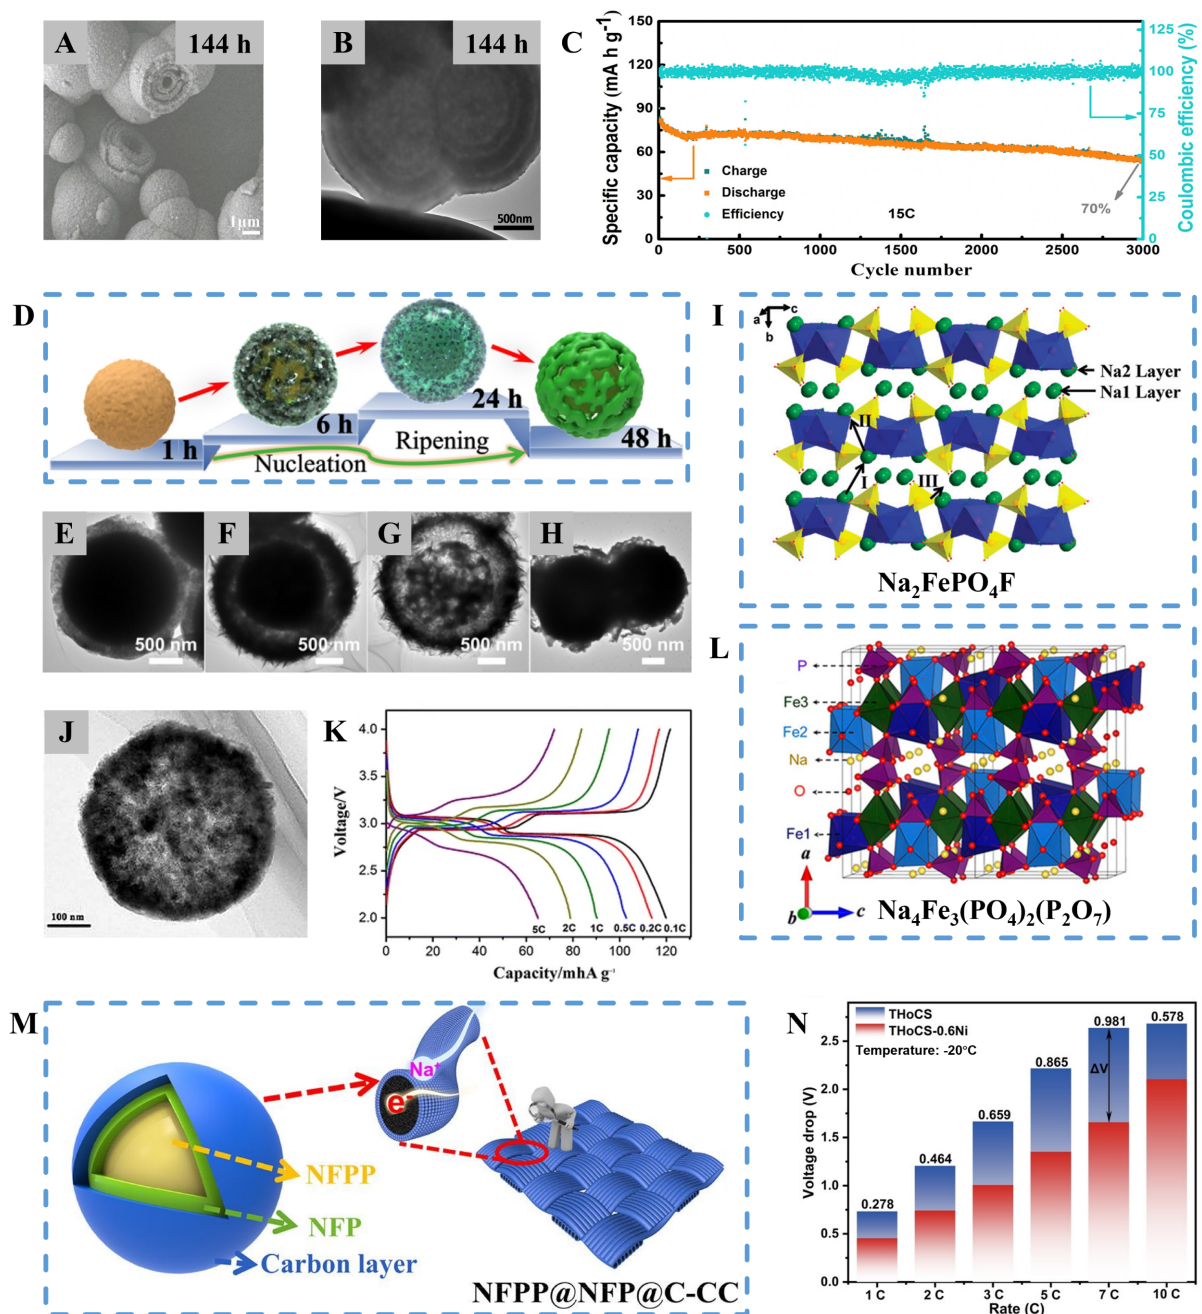 A
144 h
1μm
B
144 h
500nm
C
Specific capacity (mA h g⁻¹)
150
120
90
60
30
0
Charge
Discharge
Efficiency
15C
70%
0
500
1000
1500
2000
2500
3000
Cycle number
125
100
75
50
25
0
Coulombic efficiency (%)
D
1 h
6 h
24 h
48 h
Nucleation
Ripening
E
500 nm
F
500 nm
G
500 nm
H
500 nm
I
a
c
b
Na2 Layer
Na1 Layer
II
I
III
Na₂FePO₄F
J
100 nm
K
Voltage/V
4.0
3.5
3.0
2.5
2.0
5C
2C
1C
0.5C
0.2C
0.1C
0
20
40
60
80
100
120
Capacity/mhA g⁻¹
L
P
Fe3
Fe2
Na
O
Fe1
a
b
c
Na₄Fe₃(PO₄)₂(P₂O₇)
M
Na⁺
e⁻
NFPP
NFP
Carbon layer
NFPP@NFP@C-CC
N
Voltage drop (V)
2.5
2.0
1.5
1.0
0.5
0.0
THoCS
THoCS-0.6Ni
Temperature: -20°C
0.278
0.464
0.659
0.865
0.981
0.578
ΔV
1 C
2 C
3 C
5 C
7 C
10 C
Rate (C)